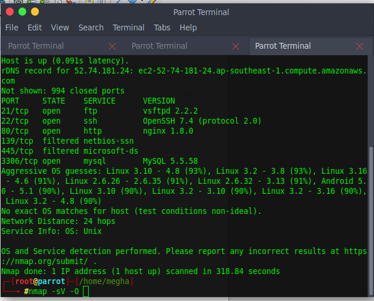 Parrot Terminal
File Edit View Search Terminal Tabs Help
Parrot Terminal Parrot Terminal Parrot Terminal
Host is up (0.091s latency).
rDNS record for 52.74.181.24: ec2-52-74-181-24.ap-southeast-1.compute.amazonaws.
com
Not shown: 994 closed ports
PORT STATE SERVICE VERSION
21/tcp open ftp vsftpd 2.2.2
22/tcp open ssh OpenSSH 7.4 (protocol 2.0)
80/tcp open http nginx 1.8.0
139/tcp filtered netbios-ssn
445/tcp filtered microsoft-ds
3306/tcp open mysql MySQL 5.5.58
Aggressive OS guesses: Linux 3.10 - 4.8 (93%), Linux 3.2 - 3.8 (93%), Linux 3.16
- 4.6 (91%), Linux 2.6.26 - 2.6.35 (91%), Linux 2.6.32 - 3.13 (91%), Android 5.
0 - 5.1 (90%), Linux 3.10 (90%), Linux 3.2 - 3.10 (90%), Linux 3.2 - 3.16 (90%),
Linux 3.2 - 4.8 (90%)
No exact OS matches for host (test conditions non-ideal).
Network Distance: 24 hops
Service Info: OS: Unix
OS and Service detection performed. Please report any incorrect results at https
://nmap.org/submit/ .
Nmap done: 1 IP address (1 host up) scanned in 318.84 seconds
[root@parrot]─[/home/megha]
#nmap -sV -O